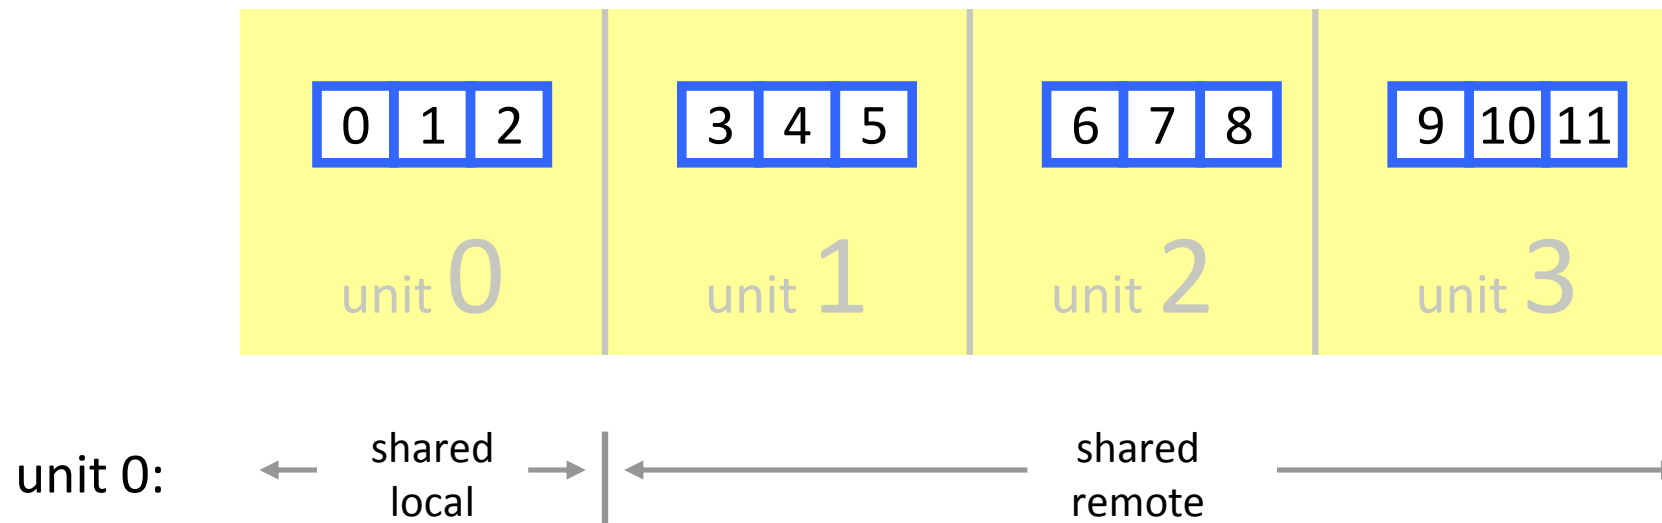 0 1 2 3 4 5 6 7 8 9 10 11
unit 0 unit 1 unit 2 unit 3
unit 0:
shared
local
shared
remote